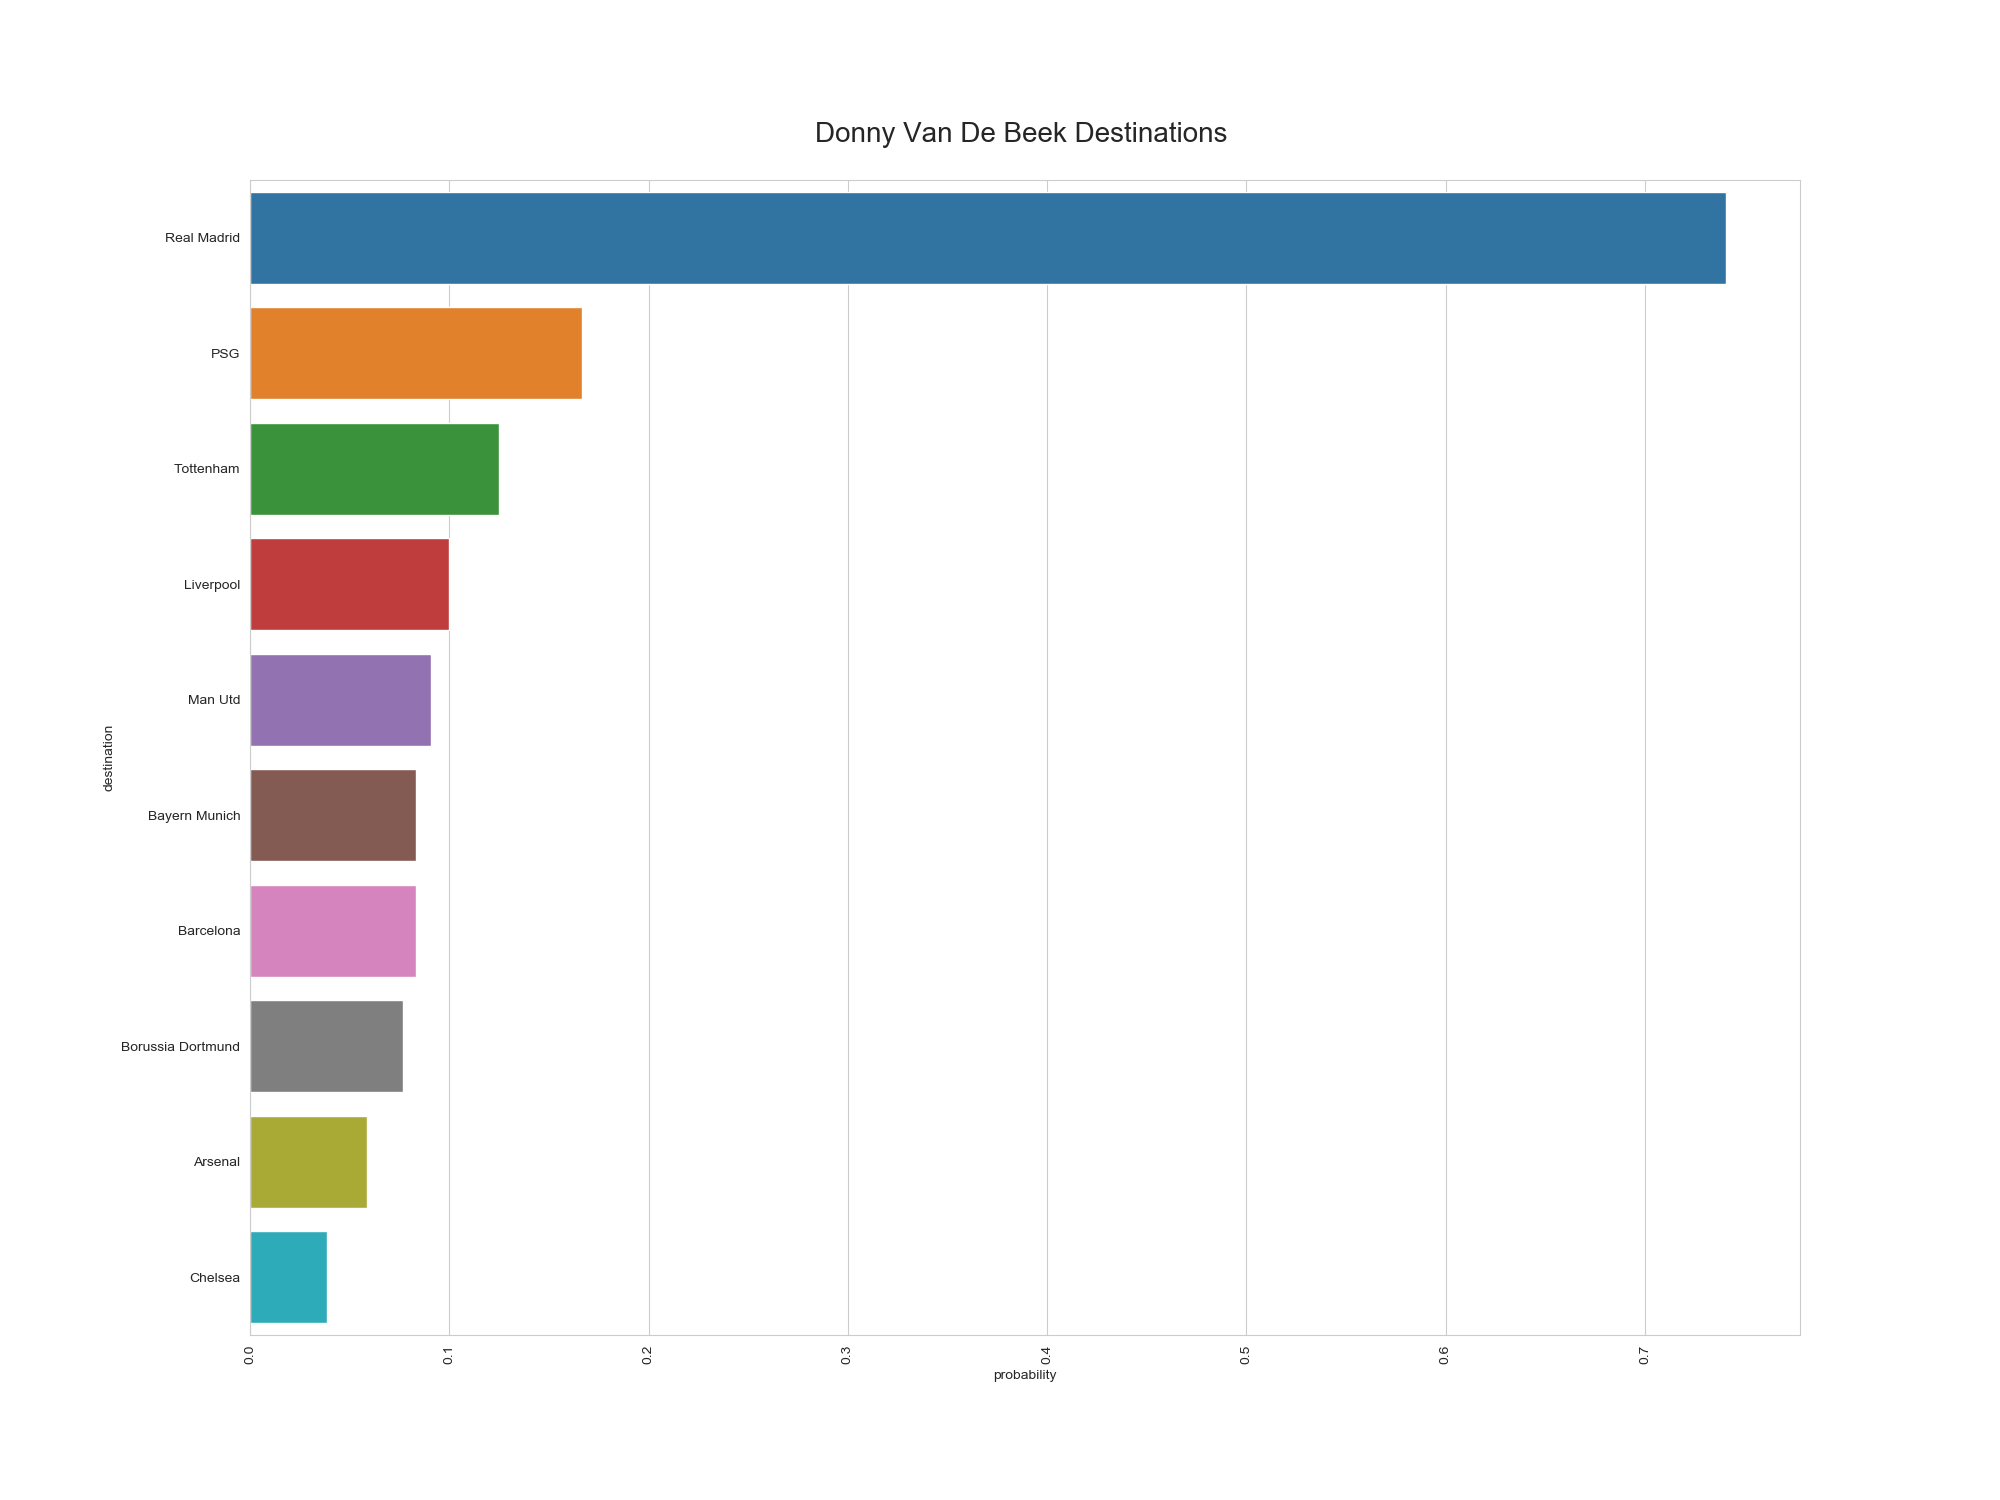 Donny Van De Beek Destinations
destination
Real Madrid
PSG
Tottenham
Liverpool
Man Utd
Bayern Munich
Barcelona
Borussia Dortmund
Arsenal
Chelsea
0.0 0.1 0.2 0.3 0.4 0.5 0.6 0.7
probability